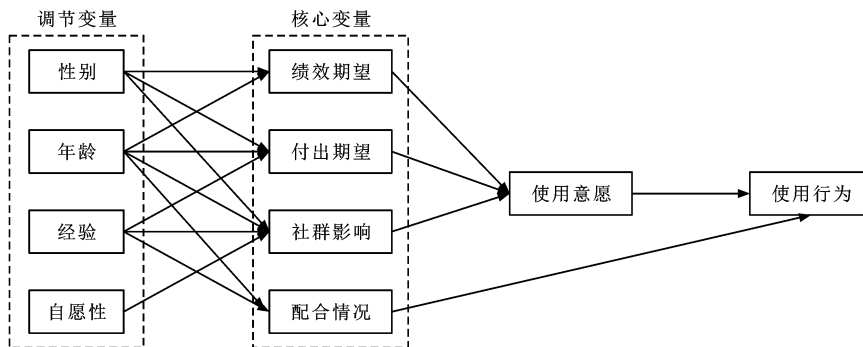 调节变量
核心变量
性别
绩效期望
年龄
付出期望
使用意愿
使用行为
经验
社群影响
自愿性
配合情况